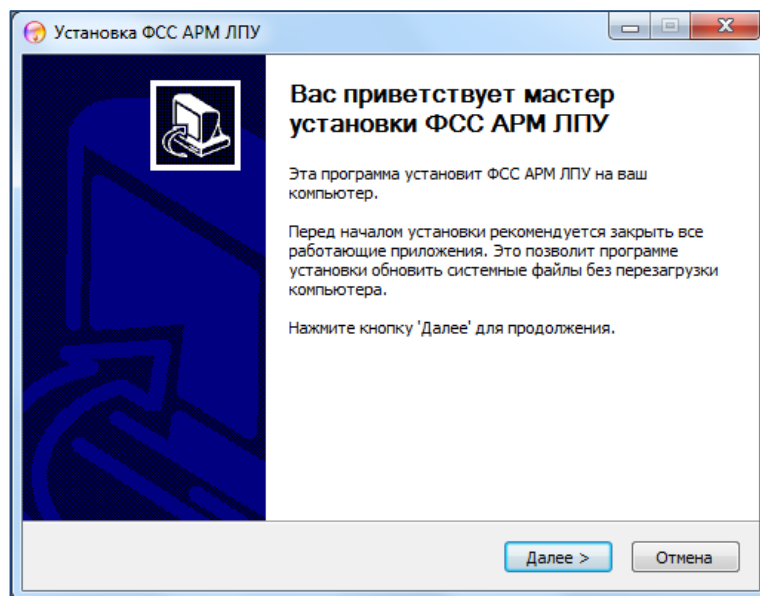 Установка ФСС АРМ ЛПУ
Вас приветствует мастер
установки ФСС АРМ ЛПУ
Эта программа установит ФСС АРМ ЛПУ на ваш
компьютер.
Перед началом установки рекомендуется закрыть все
работающие приложения. Это позволит программе
установки обновить системные файлы без перезагрузки
компьютера.
Нажмите кнопку 'Далее' для продолжения.
Далее >
Отмена